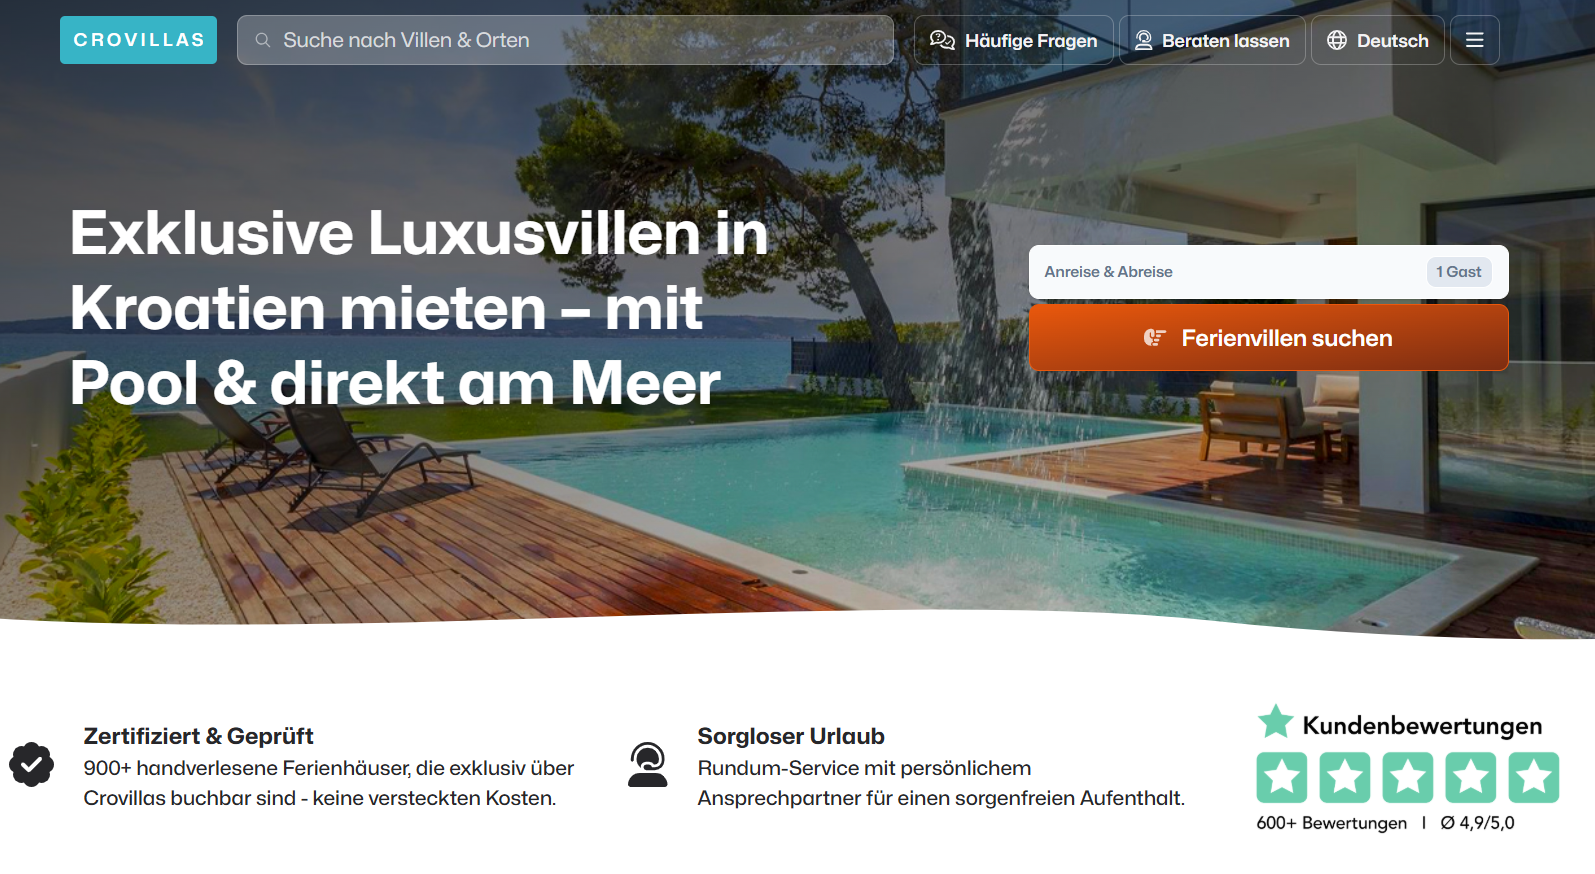 CROVILLAS
Suche nach Villen & Orten
Häufige Fragen
Beraten lassen
Deutsch
Exklusive Luxusvillen in
Kroatien mieten – mit
Pool & direkt am Meer
Anreise & Abreise
1 Gast
Ferienvillen suchen
Zertifiziert & Geprüft
900+ handverlesene Ferienhäuser, die exklusiv über
Crovillas buchbar sind - keine versteckten Kosten.
Sorgloser Urlaub
Rundum-Service mit persönlichem
Ansprechpartner für einen sorgenfreien Aufenthalt.
Kundenbewertungen
600+ Bewertungen | Ø 4,9/5,0